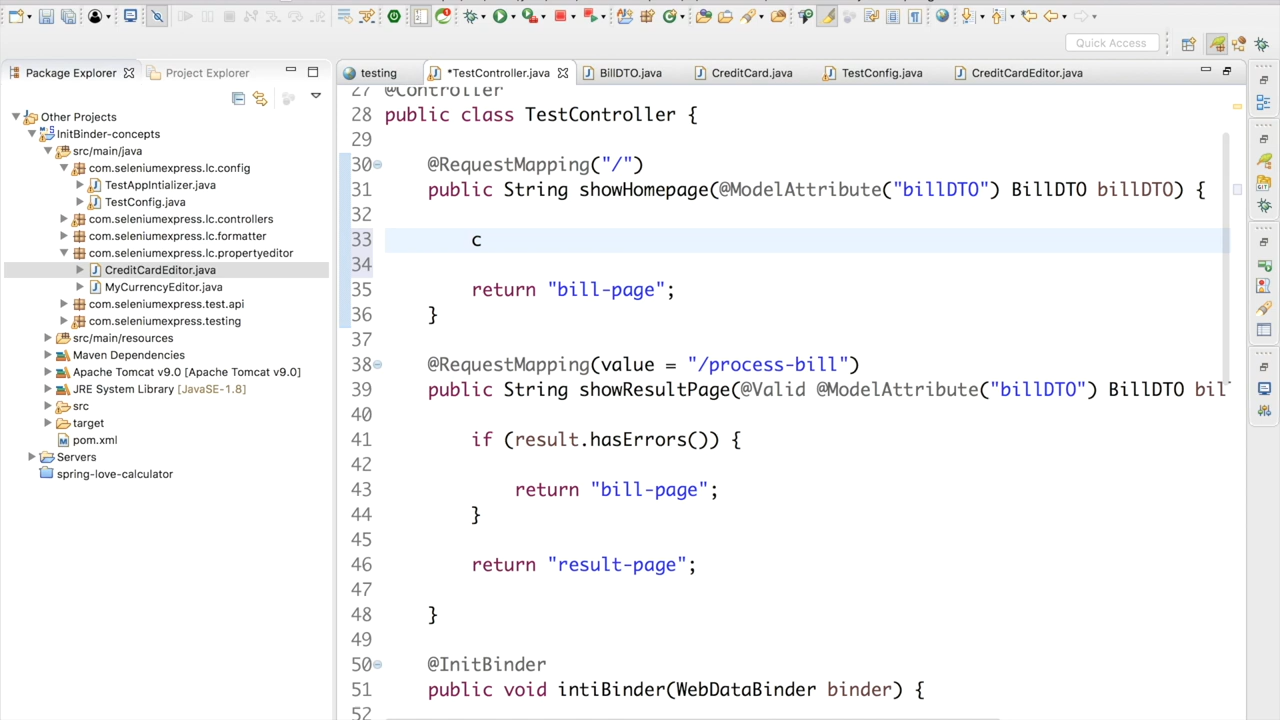 Quick Access
Package Explorer
Project Explorer
testing
*TestController.java
BillDTO.java
CreditCard.java
TestConfig.java
CreditCardEditor.java
Other Projects
InitBinder-concepts
src/main/java
com.seleniumexpress.lc.config
TestAppIntializer.java
TestConfig.java
com.seleniumexpress.lc.controllers
com.seleniumexpress.lc.formatter
com.seleniumexpress.lc.propertyeditor
CreditCardEditor.java
MyCurrencyEditor.java
com.seleniumexpress.test.api
com.seleniumexpress.testing
src/main/resources
Maven Dependencies
Apache Tomcat v9.0 [Apache Tomcat v9.0]
JRE System Library [JavaSE-1.8]
src
target
pom.xml
Servers
spring-love-calculator
27 @Controller
28 public class TestController {
29
30 @RequestMapping("/")
31 public String showHomepage(@ModelAttribute("billDTO") BillDTO billDTO) {
32
33 c
34
35 return "bill-page";
36 }
37
38 @RequestMapping(value = "/process-bill")
39 public String showResultPage(@Valid @ModelAttribute("billDTO") BillDTO bil
40
41 if (result.hasErrors()) {
42
43 return "bill-page";
44 }
45
46 return "result-page";
47
48 }
49
50 @InitBinder
51 public void intiBinder(WebDataBinder binder) {
52